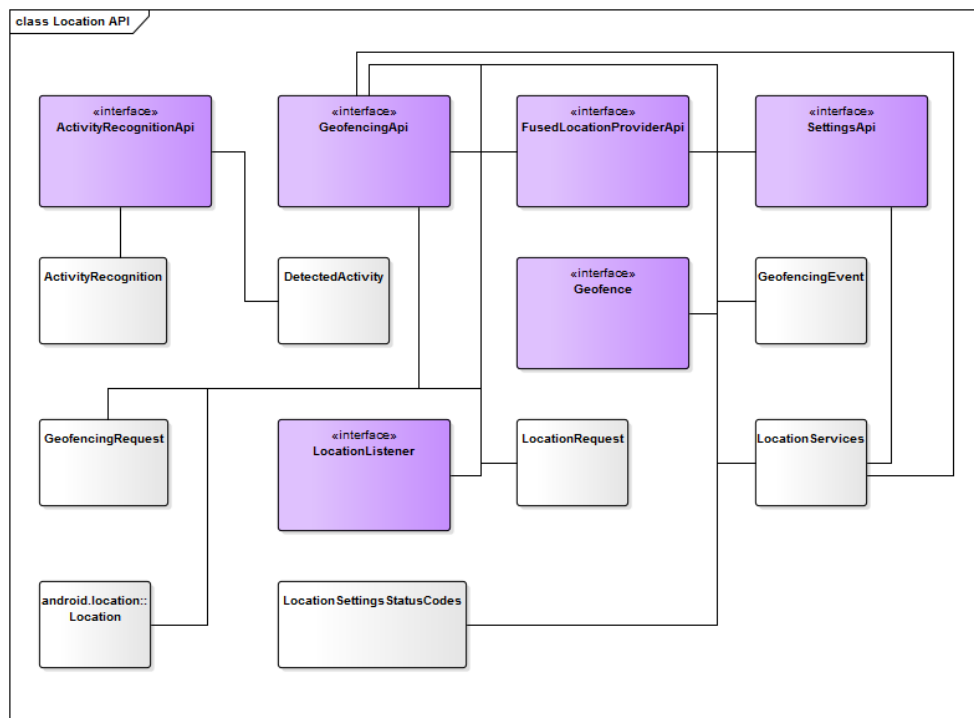 class Location API
«interface»
ActivityRecognitionApi
«interface»
GeofencingApi
«interface»
FusedLocationProviderApi
«interface»
SettingsApi
ActivityRecognition
DetectedActivity
«interface»
Geofence
GeofencingEvent
GeofencingRequest
«interface»
LocationListener
LocationRequest
LocationServices
android.location::
Location
LocationSettingsStatusCodes